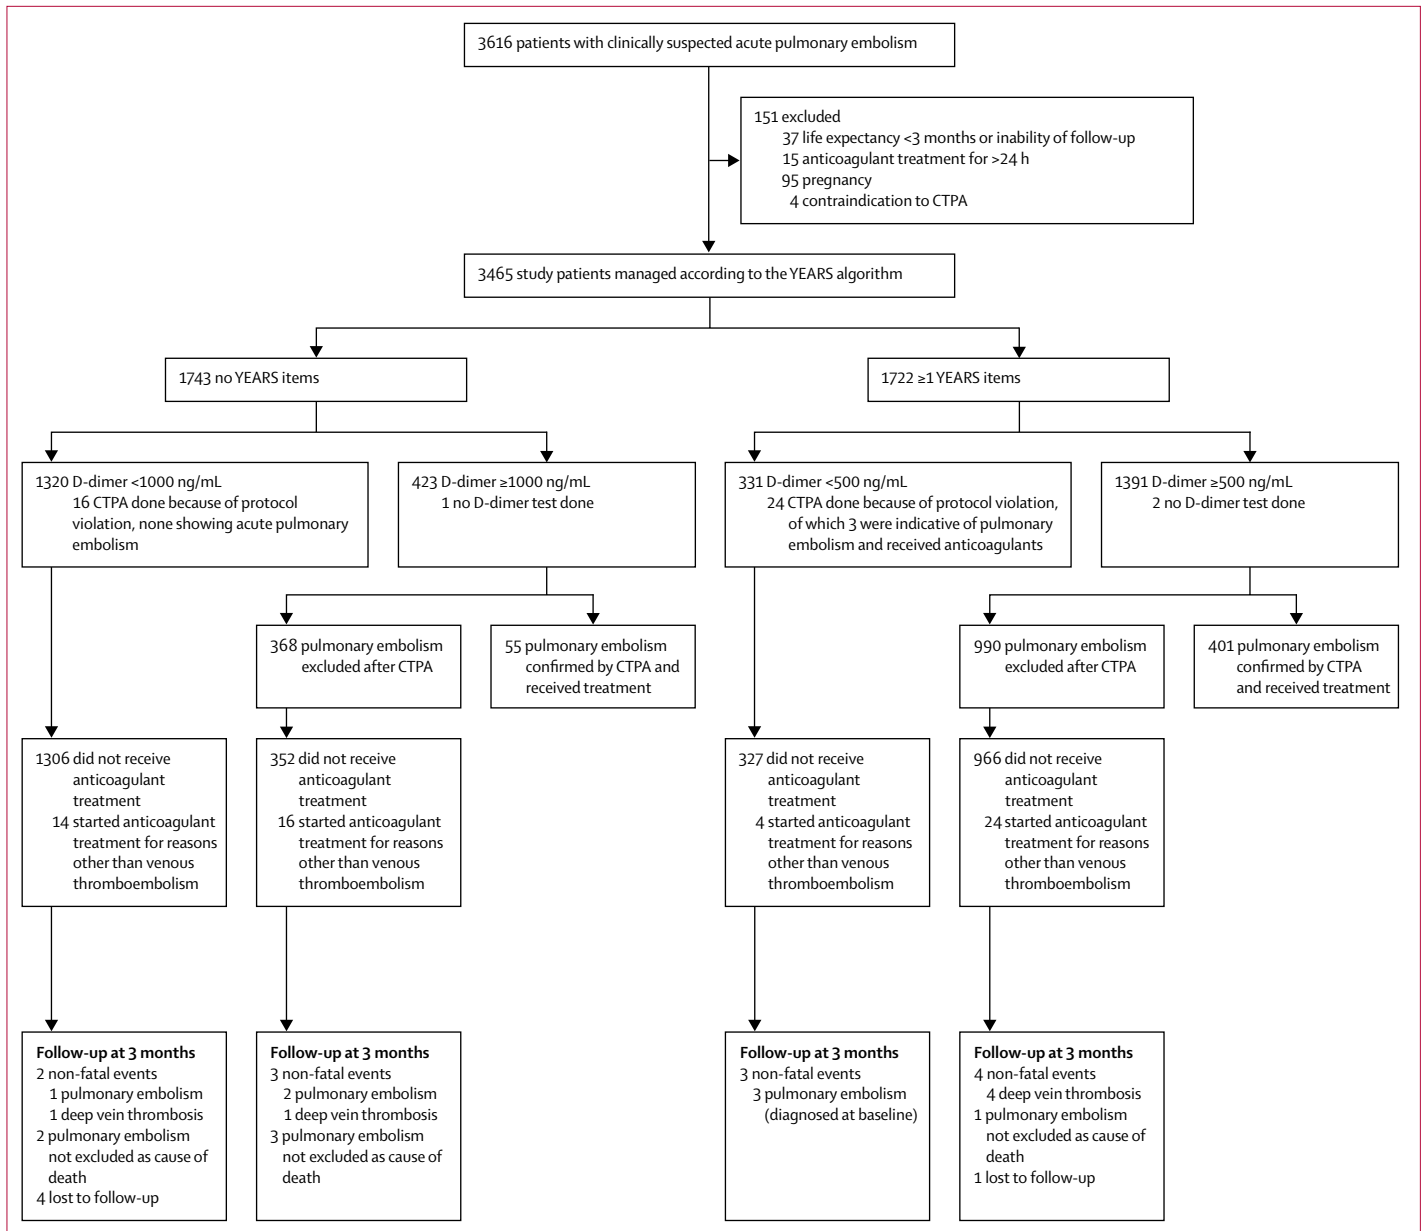 3616 patients with clinically suspected acute pulmonary embolism
151 excluded
37 life expectancy <3 months or inability of follow-up
15 anticoagulant treatment for >24 h
95 pregnancy
4 contraindication to CTPA
3465 study patients managed according to the YEARS algorithm
1743 no YEARS items
1722 ≥1 YEARS items
1320 D-dimer <1000 ng/mL
16 CTPA done because of protocol
violation, none showing acute pulmonary
embolism
423 D-dimer ≥1000 ng/mL
1 no D-dimer test done
331 D-dimer <500 ng/mL
24 CTPA done because of protocol violation,
of which 3 were indicative of pulmonary
embolism and received anticoagulants
1391 D-dimer ≥500 ng/mL
2 no D-dimer test done
368 pulmonary embolism
excluded after CTPA
55 pulmonary embolism
confirmed by CTPA and
received treatment
990 pulmonary embolism
excluded after CTPA
401 pulmonary embolism
confirmed by CTPA
and received treatment
1306 did not receive
anticoagulant
treatment
14 started anticoagulant
treatment for reasons
other than venous
thromboembolism
352 did not receive
anticoagulant
treatment
16 started anticoagulant
treatment for reasons
other than venous
thromboembolism
327 did not receive
anticoagulant
treatment
4 started anticoagulant
treatment for reasons
other than venous
thromboembolism
966 did not receive
anticoagulant
treatment
24 started anticoagulant
treatment for reasons
other than venous
thromboembolism
Follow-up at 3 months
2 non-fatal events
1 pulmonary embolism
1 deep vein thrombosis
2 pulmonary embolism
not excluded as cause of
death
4 lost to follow-up
Follow-up at 3 months
3 non-fatal events
2 pulmonary embolism
1 deep vein thrombosis
3 pulmonary embolism
not excluded as cause of
death
Follow-up at 3 months
3 non-fatal events
3 pulmonary embolism
(diagnosed at baseline)
Follow-up at 3 months
4 non-fatal events
4 deep vein thrombosis
1 pulmonary embolism
not excluded as cause of
death
1 lost to follow-up